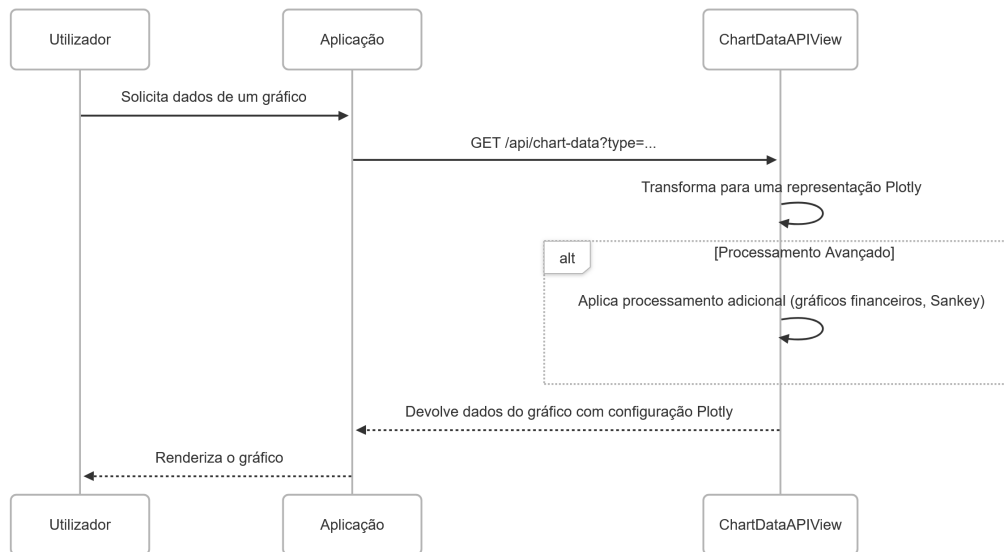 Utilizador
Aplicação
ChartDataAPIView
Solicita dados de um gráfico
GET /api/chart-data?type=...
Transforma para uma representação Plotly
alt
[Processamento Avançado]
Aplica processamento adicional (gráficos financeiros, Sankey)
Devolve dados do gráfico com configuração Plotly
Renderiza o gráfico
Utilizador
Aplicação
ChartDataAPIView